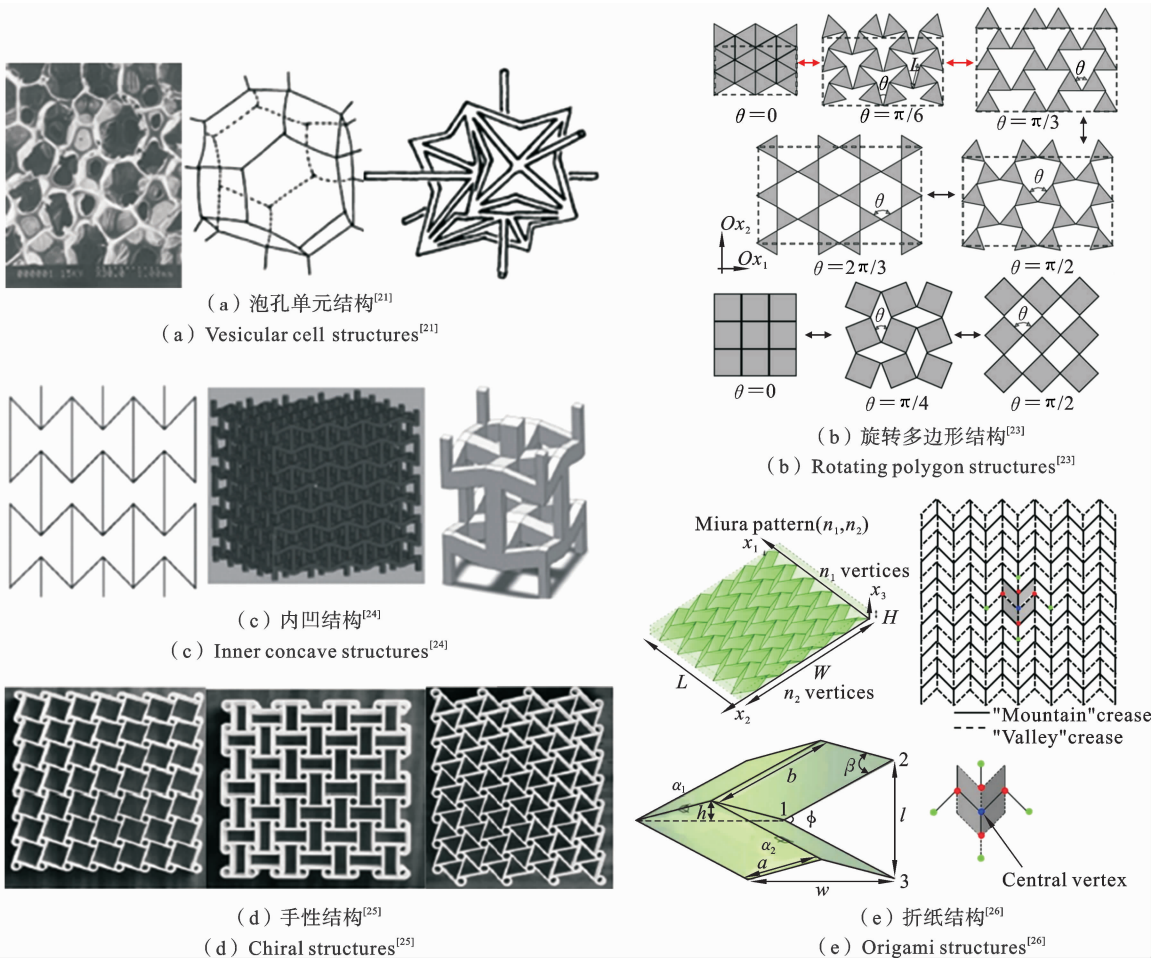 （a）泡孔单元结构[21]
（a）Vesicular cell structures[21]
θ
L
θ
θ=0
θ=π/6
θ=π/3
θ
θ
Ox2
Ox1
θ=2π/3
θ=π/2
θ
θ
θ=0
θ=π/4
θ=π/2
（b）旋转多边形结构[23]
（b）Rotating polygon structures[23]
（c）内凹结构[24]
（c）Inner concave structures[24]
（d）手性结构[25]
（d）Chiral structures[25]
Miura pattern(n1,n2)
x1
n1 vertices
x3
H
L
W
n2 vertices
x2
"Mountain"crease
"Valley"crease
α1
b
β
2
h
1
ϕ
l
α2
a
w
3
Central vertex
（e）折纸结构[26]
（e）Origami structures[26]